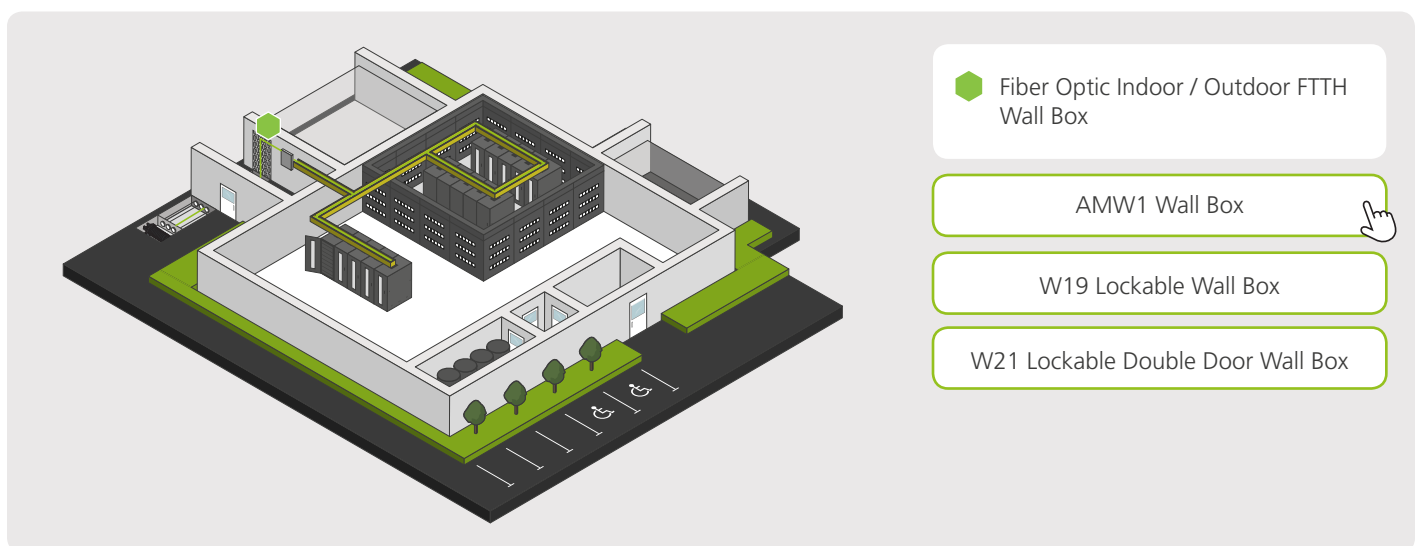 Fiber Optic Indoor / Outdoor FTTH
Wall Box
AMW1 Wall Box
W19 Lockable Wall Box
W21 Lockable Double Door Wall Box